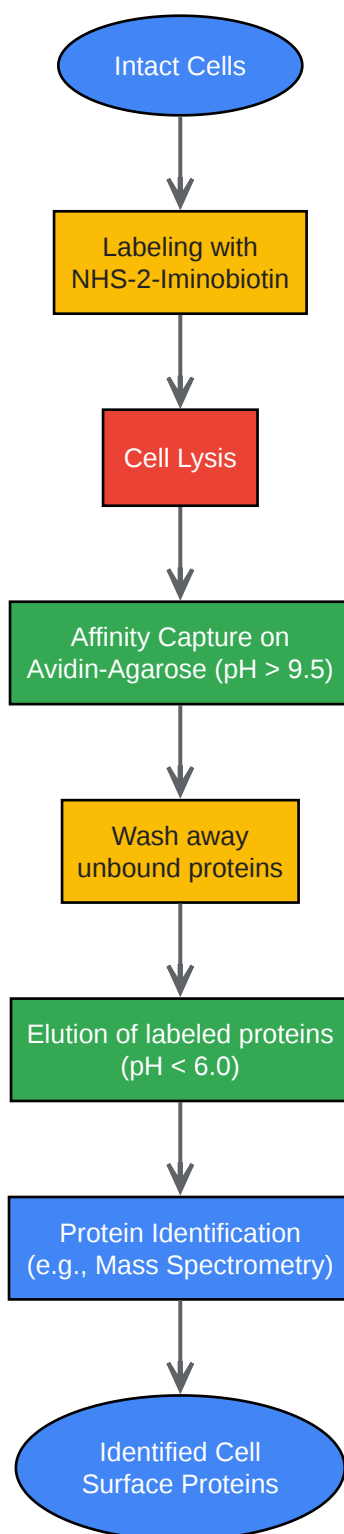 Intact Cells
Labeling with
NHS-2-Iminobiotin
Cell Lysis
Affinity Capture on
Avidin-Agarose (pH > 9.5)
Wash away
unbound proteins
Elution of labeled proteins
(pH < 6.0)
Protein Identification
(e.g., Mass Spectrometry)
Identified Cell
Surface Proteins